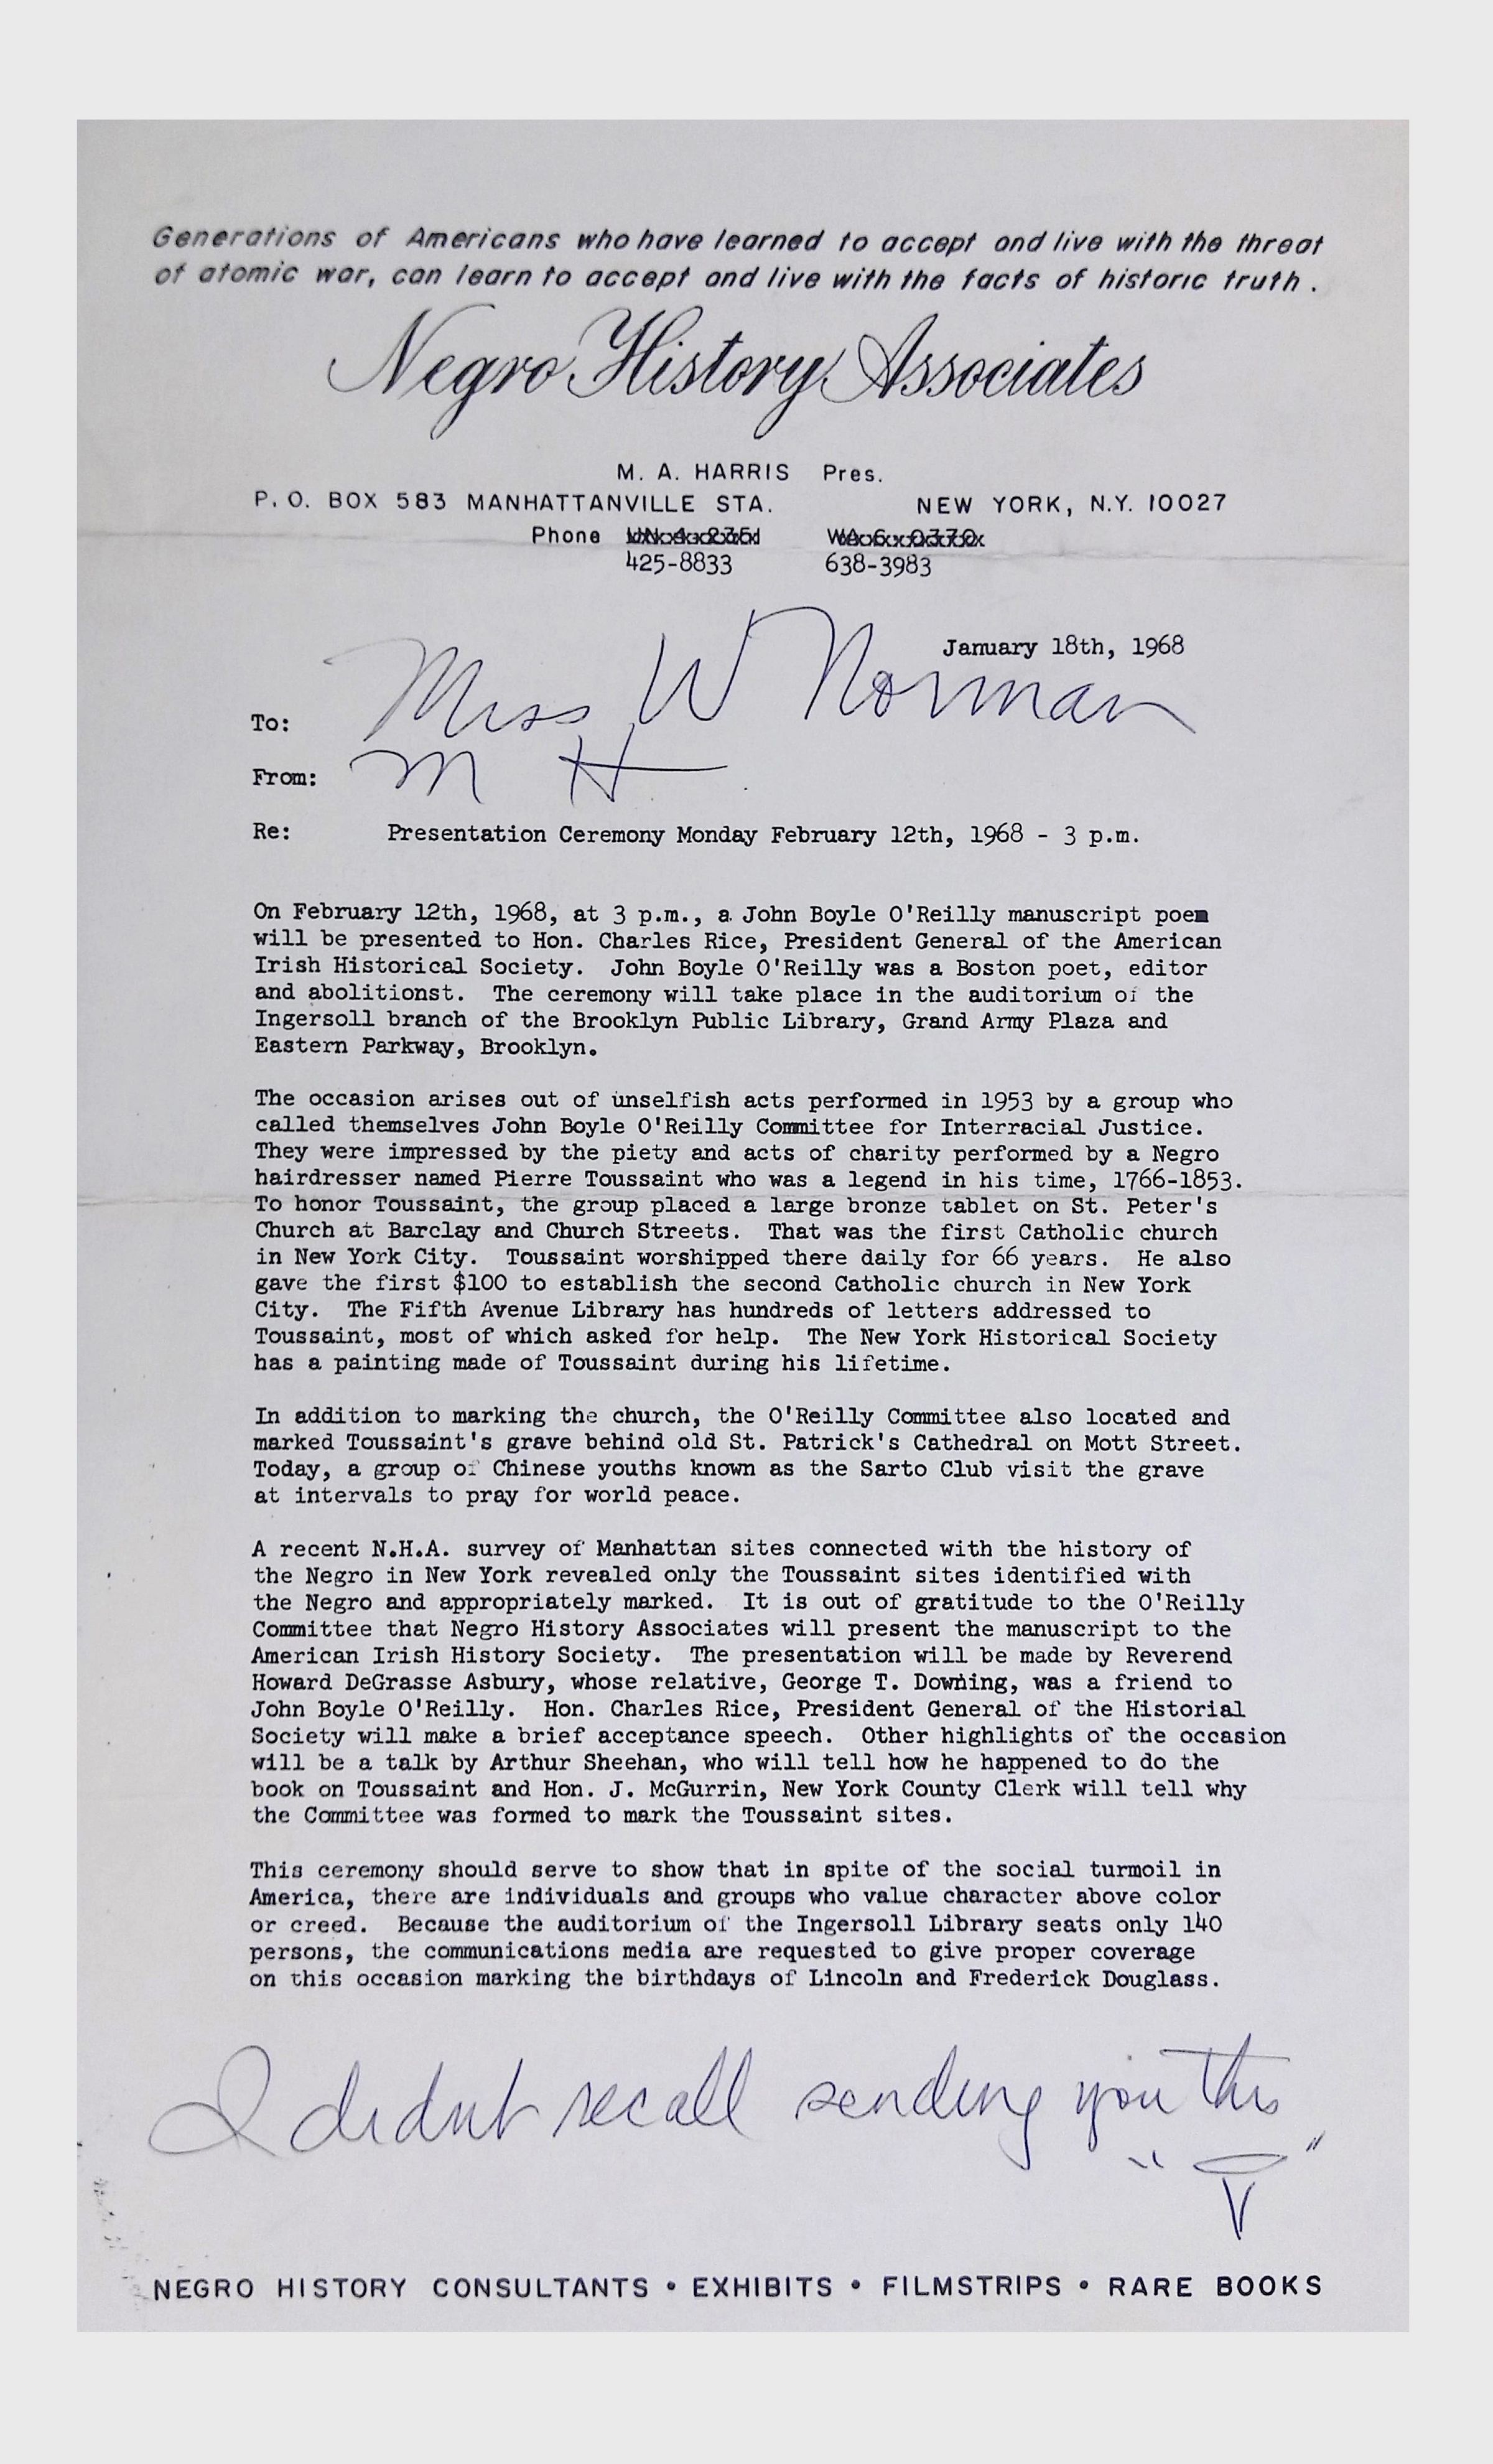 Generations of Americans who have learned to accept and live with the threat
of atomic war, can learn to accept and live with the facts of historic truth.
Negro History Associates
M. A. HARRIS Pres.
P. O. BOX 583 MANHATTANVILLE STA. NEW YORK, N.Y. 10027
Phone UN 4-2351 WA 6-0370
425-8833 638-3983
January 18th, 1968
To: Miss W Norman
From: M H
Re: Presentation Ceremony Monday February 12th, 1968 - 3 p.m.
On February 12th, 1968, at 3 p.m., a John Boyle O'Reilly manuscript poem
will be presented to Hon. Charles Rice, President General of the American
Irish Historical Society. John Boyle O'Reilly was a Boston poet, editor
and abolitionst. The ceremony will take place in the auditorium of the
Ingersoll branch of the Brooklyn Public Library, Grand Army Plaza and
Eastern Parkway, Brooklyn.
The occasion arises out of unselfish acts performed in 1953 by a group who
called themselves John Boyle O'Reilly Committee for Interracial Justice.
They were impressed by the piety and acts of charity performed by a Negro
hairdresser named Pierre Toussaint who was a legend in his time, 1766-1853.
To honor Toussaint, the group placed a large bronze tablet on St. Peter's
Church at Barclay and Church Streets. That was the first Catholic church
in New York City. Toussaint worshipped there daily for 66 years. He also
gave the first $100 to establish the second Catholic church in New York
City. The Fifth Avenue Library has hundreds of letters addressed to
Toussaint, most of which asked for help. The New York Historical Society
has a painting made of Toussaint during his lifetime.
In addition to marking the church, the O'Reilly Committee also located and
marked Toussaint's grave behind old St. Patrick's Cathedral on Mott Street.
Today, a group of Chinese youths known as the Sarto Club visit the grave
at intervals to pray for world peace.
A recent N.H.A. survey of Manhattan sites connected with the history of
the Negro in New York revealed only the Toussaint sites identified with
the Negro and appropriately marked. It is out of gratitude to the O'Reilly
Committee that Negro History Associates will present the manuscript to the
American Irish History Society. The presentation will be made by Reverend
Howard DeGrasse Asbury, whose relative, George T. Downing, was a friend to
John Boyle O'Reilly. Hon. Charles Rice, President General of the Historial
Society will make a brief acceptance speech. Other highlights of the occasion
will be a talk by Arthur Sheehan, who will tell how he happened to do the
book on Toussaint and Hon. J. McGurrin, New York County Clerk will tell why
the Committee was formed to mark the Toussaint sites.
This ceremony should serve to show that in spite of the social turmoil in
America, there are individuals and groups who value character above color
or creed. Because the auditorium of the Ingersoll Library seats only 140
persons, the communications media are requested to give proper coverage
on this occasion marking the birthdays of Lincoln and Frederick Douglass.
I didnt recall sending you this
NEGRO HISTORY CONSULTANTS • EXHIBITS • FILMSTRIPS • RARE BOOKS